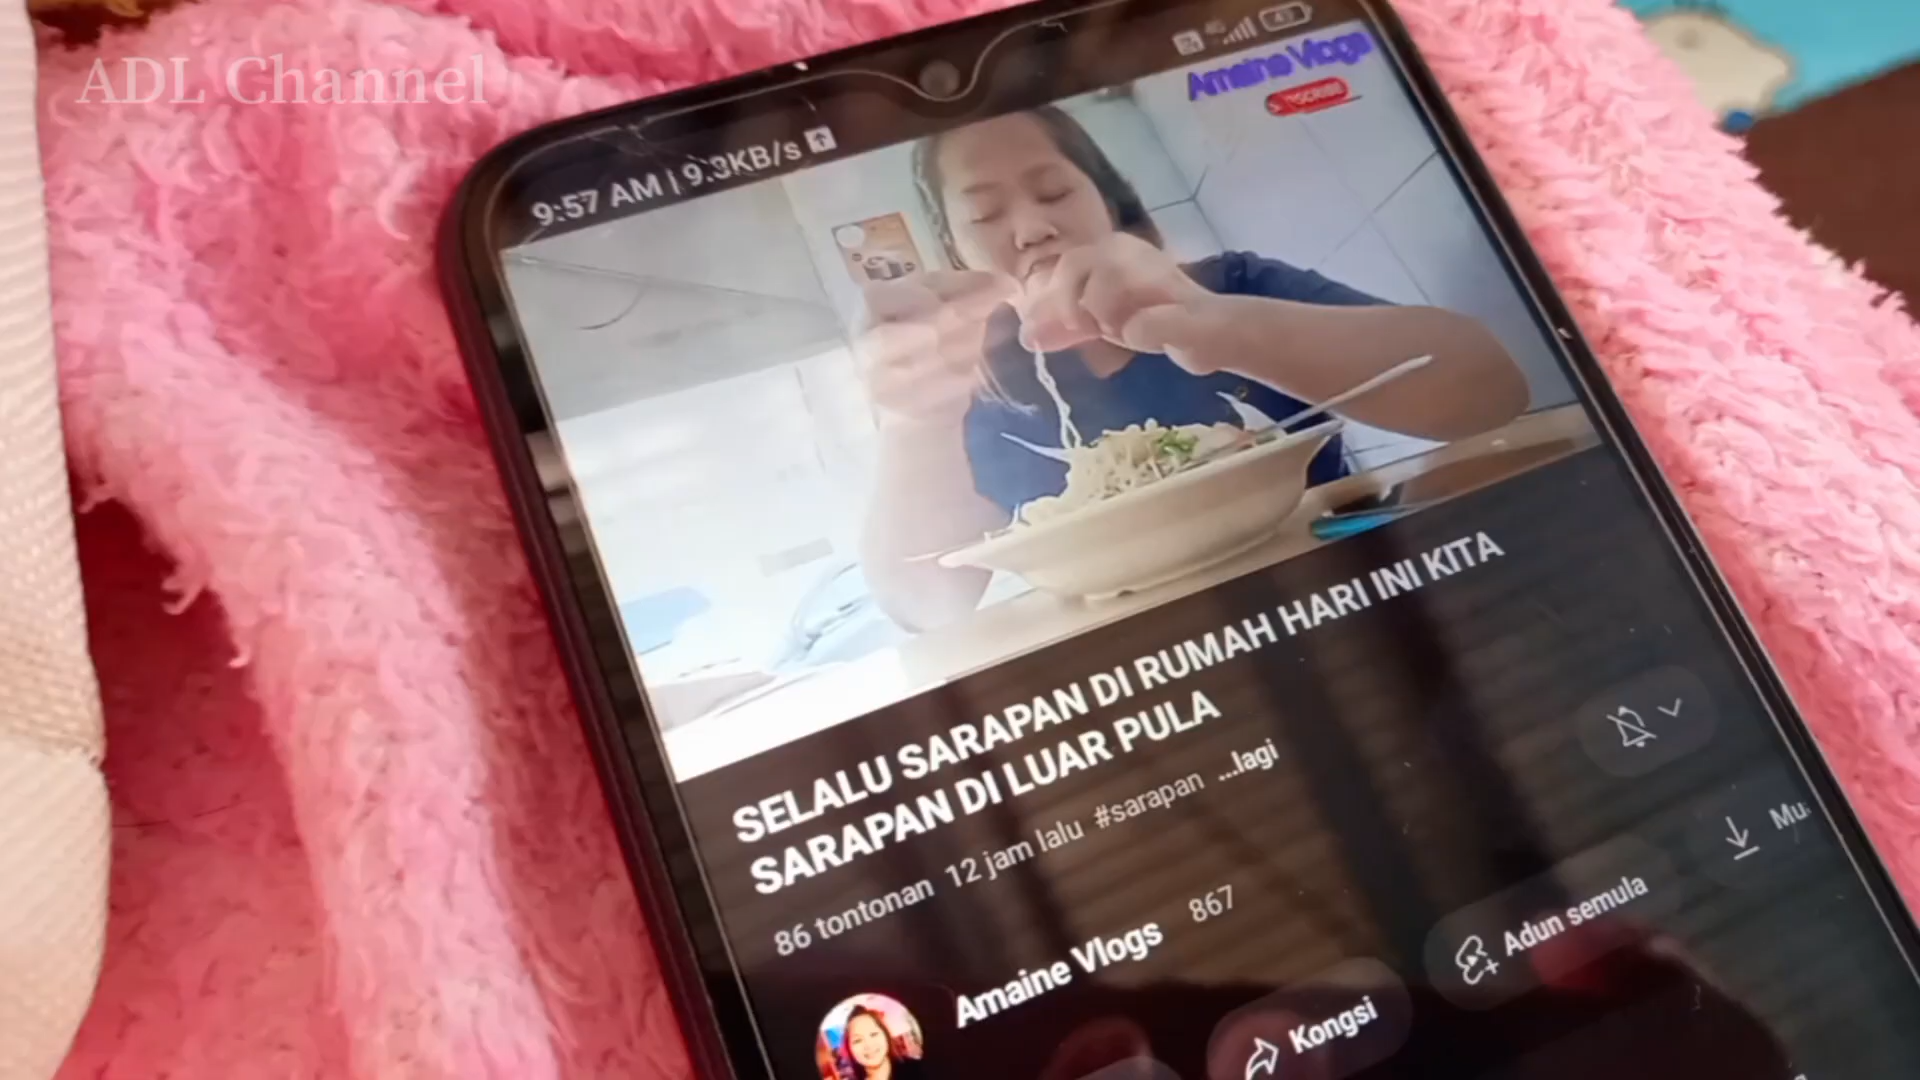 ADL Channel
9:57 AM | 9.3KB/s
Amaine Vlogs
SUBSCRIBE
SELALU SARAPAN DI RUMAH HARI INI KITA
SARAPAN DI LUAR PULA
86 tontonan 12 jam lalu #sarapan ...lagi
Amaine Vlogs 867
Kongsi
Adun semula